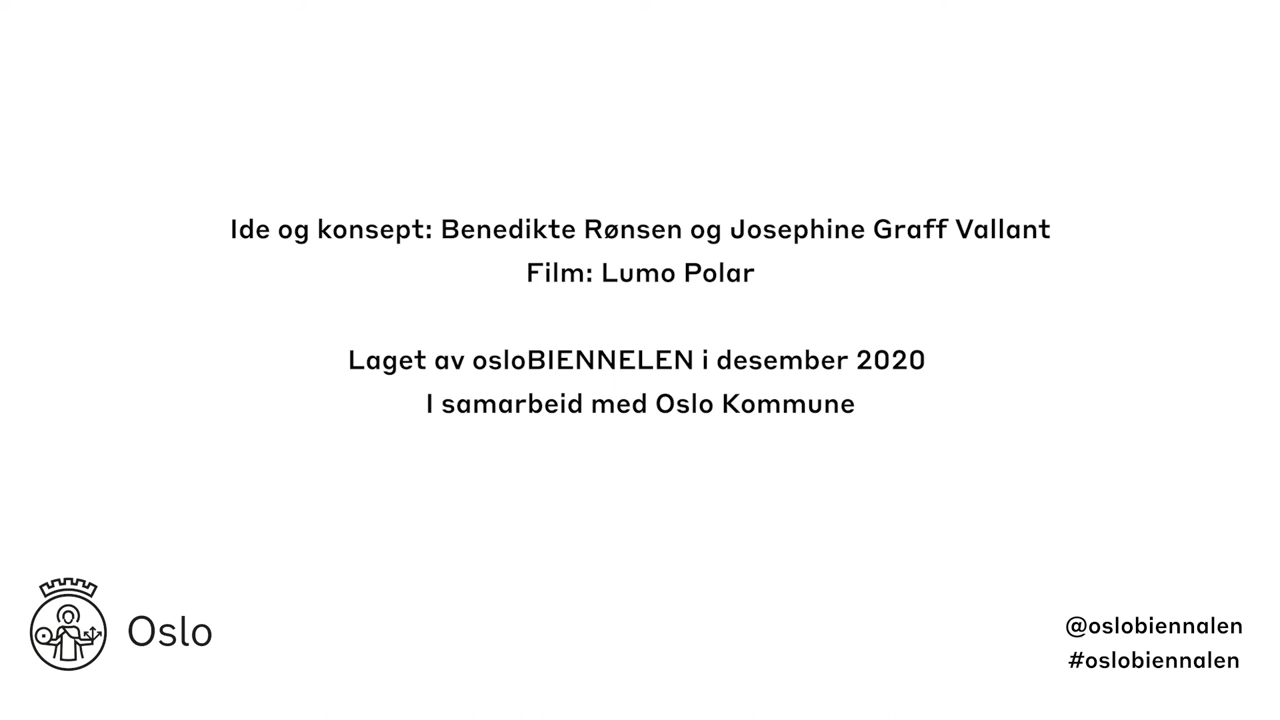 Ide og konsept: Benedikte Rønsen og Josephine Graff Vallant
Film: Lumo Polar
Laget av osloBIENNELEN i desember 2020
I samarbeid med Oslo Kommune
Oslo
@oslobiennalen
#oslobiennalen